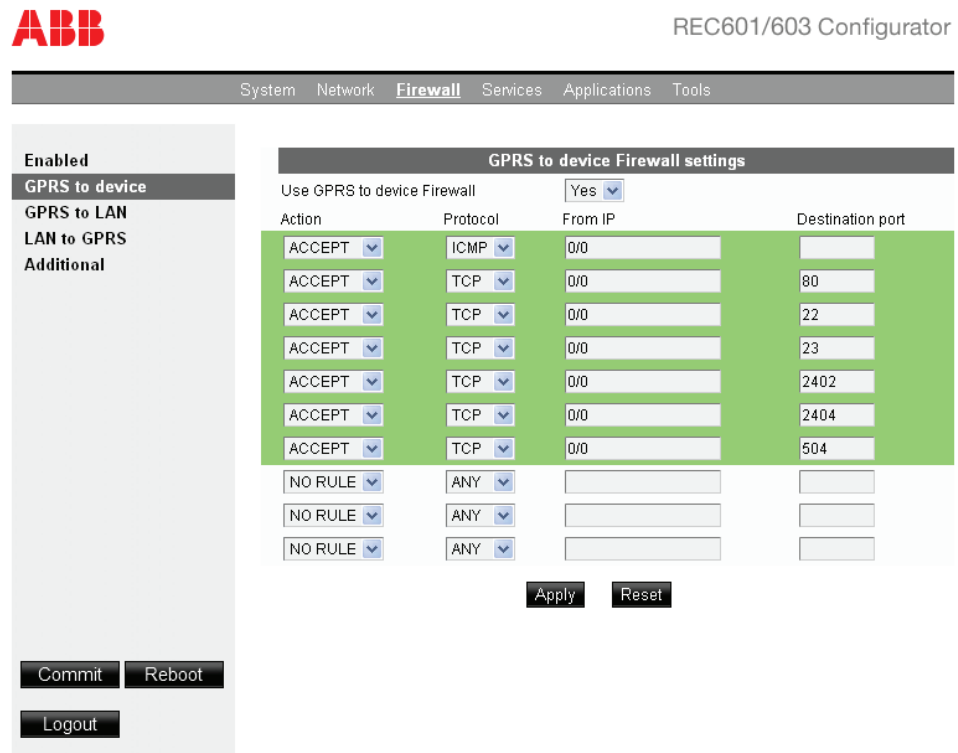 ABB
REC601/603 Configurator
System Network Firewall Services Applications Tools
Enabled
GPRS to device
GPRS to LAN
LAN to GPRS
Additional
GPRS to device Firewall settings
Use GPRS to device Firewall Yes
Action Protocol From IP Destination port
ACCEPT ICMP 0/0
ACCEPT TCP 0/0 80
ACCEPT TCP 0/0 22
ACCEPT TCP 0/0 23
ACCEPT TCP 0/0 2402
ACCEPT TCP 0/0 2404
ACCEPT TCP 0/0 504
NO RULE ANY
NO RULE ANY
NO RULE ANY
Apply Reset
Commit Reboot
Logout